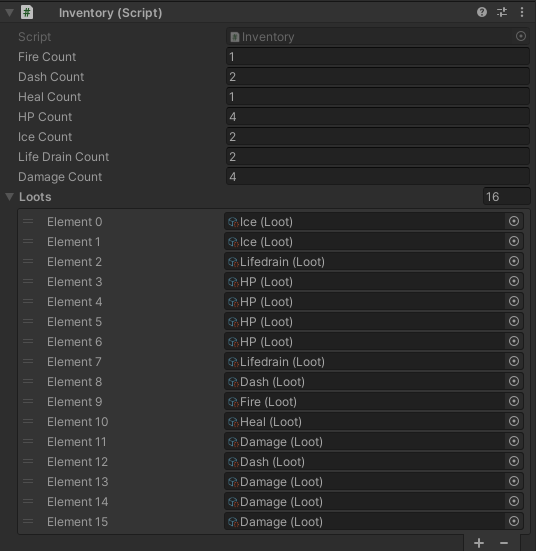 Inventory (Script)
Script Inventory
Fire Count 1
Dash Count 2
Heal Count 1
HP Count 4
Ice Count 2
Life Drain Count 2
Damage Count 4
Loots 16
Element 0 Ice (Loot)
Element 1 Ice (Loot)
Element 2 Lifedrain (Loot)
Element 3 HP (Loot)
Element 4 HP (Loot)
Element 5 HP (Loot)
Element 6 HP (Loot)
Element 7 Lifedrain (Loot)
Element 8 Dash (Loot)
Element 9 Fire (Loot)
Element 10 Heal (Loot)
Element 11 Damage (Loot)
Element 12 Dash (Loot)
Element 13 Damage (Loot)
Element 14 Damage (Loot)
Element 15 Damage (Loot)